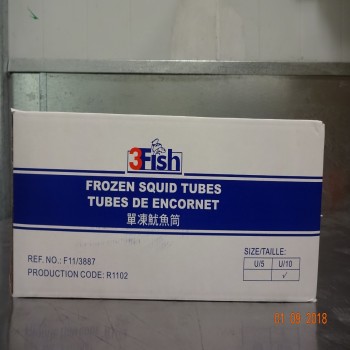 3Fish
FROZEN SQUID TUBES
TUBES DE ENCORNET
單凍魷魚筒
REF. NO.: F11/3887
PRODUCTION CODE: R1102
SIZE/TAILLE:
U/5 U/10
√
01 09 2018